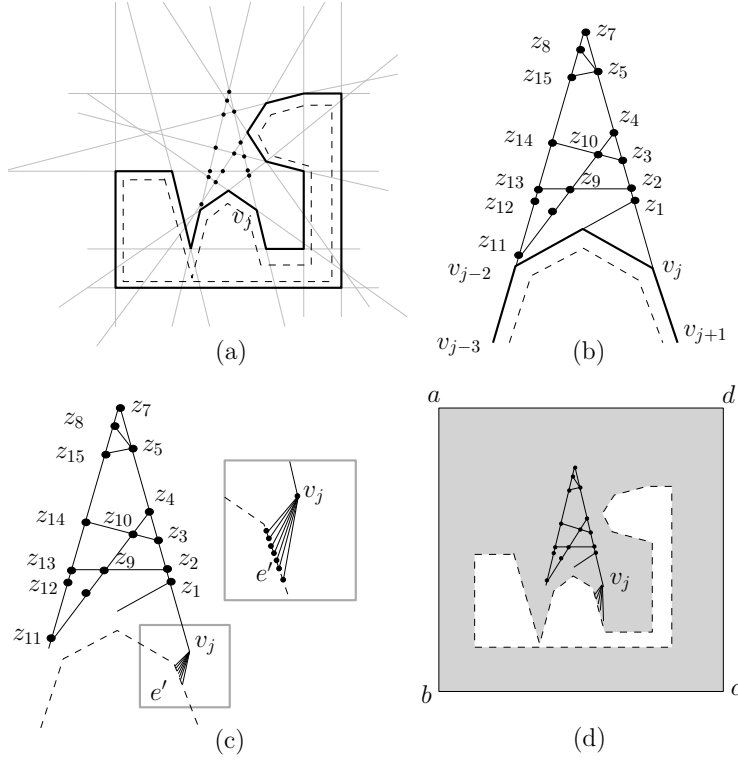 v_j
(a)
z_7
z_8
z_5
z_15
z_4
z_14
z_10
z_3
z_13
z_9
z_2
z_12
z_1
z_11
v_{j-2}
v_j
v_{j-3}
v_{j+1}
(b)
z_7
z_8
z_5
z_15
z_4
z_14
z_10
z_3
z_13
z_9
z_2
z_12
z_1
z_11
v_j
e'
v_j
e'
(c)
a
d
v_j
b
c
(d)